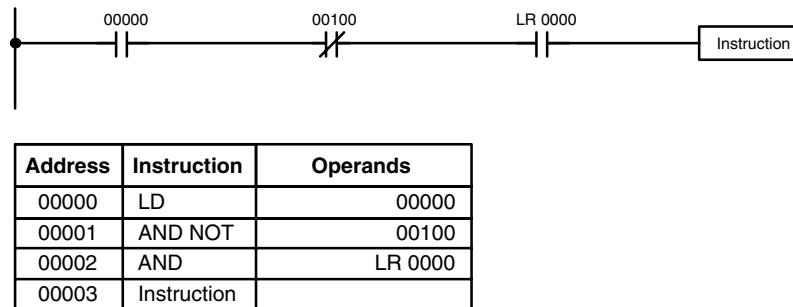 00000 00100 LR 0000
Instruction
Address Instruction Operands
00000 LD 00000
00001 AND NOT 00100
00002 AND LR 0000
00003 Instruction